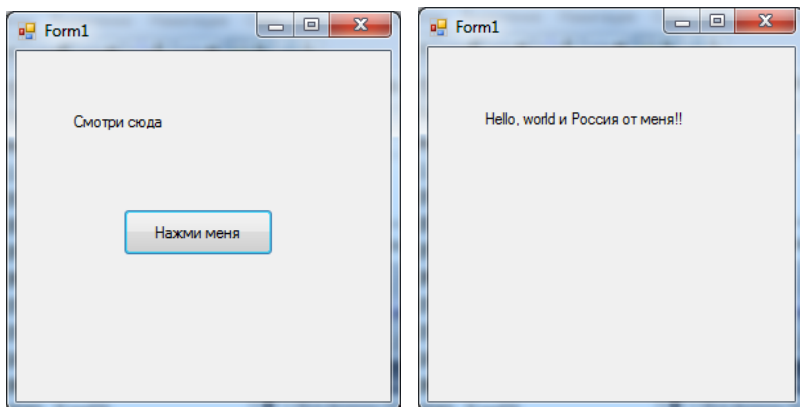 Form1
Смотри сюда
Нажми меня
Form1
Hello, world и Россия от меня!!